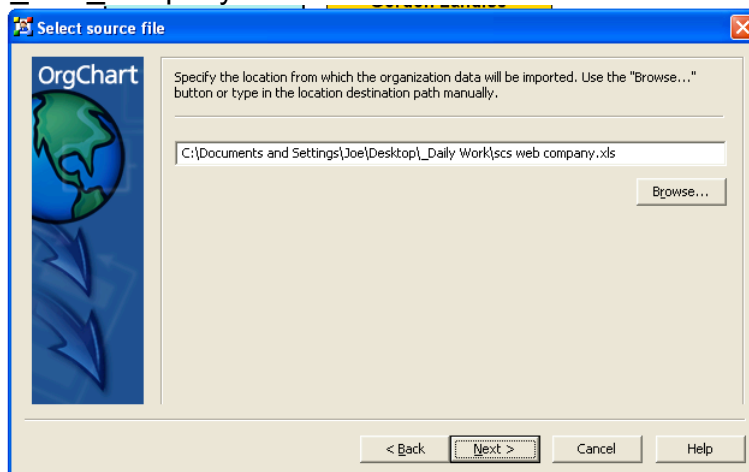 Select source file
OrgChart
Specify the location from which the organization data will be imported. Use the "Browse..."
button or type in the location destination path manually.
C:\Documents and Settings\Joe\Desktop\_Daily Work\scs web company.xls
Browse...
< Back
Next >
Cancel
Help